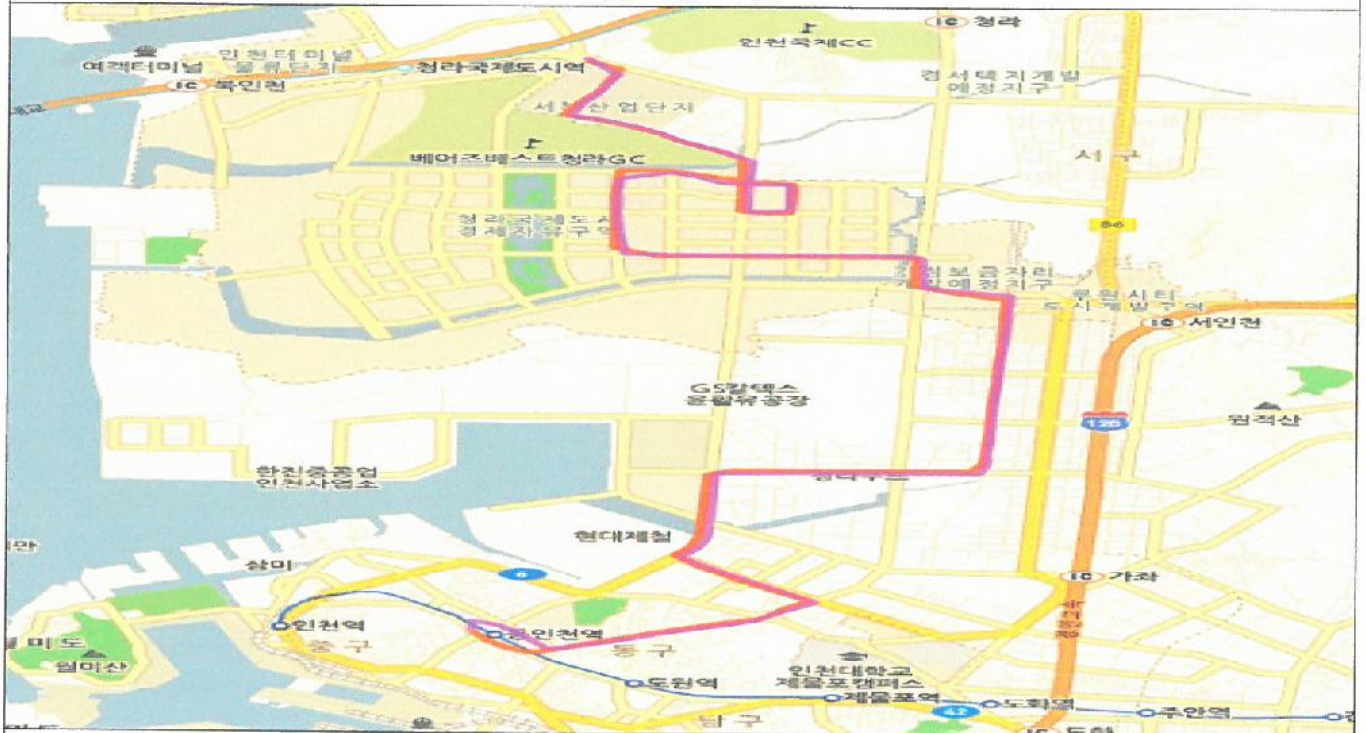 IC 청라
인천국제CC
인천터미널
물류단지
여객터미널
청라국제도시역
IC 북인천
경서택지개발
예정지구
서부산업단지
베어즈베스트청라GC
서구
청라국제도시
경제자유구역
56
예정지구
루원시티
도시개발구역
IC 서인천
GS칼텍스
윤활유공장
원적산
120
한진중공업
인천사업소
현대제철
삼미
6
IC 가좌
인천역
동인천역
월미도
월미산
중구
동구
인천대학교
제물포캠퍼스
도원역
제물포역
도화역
주안역
42
남구
IC 도화